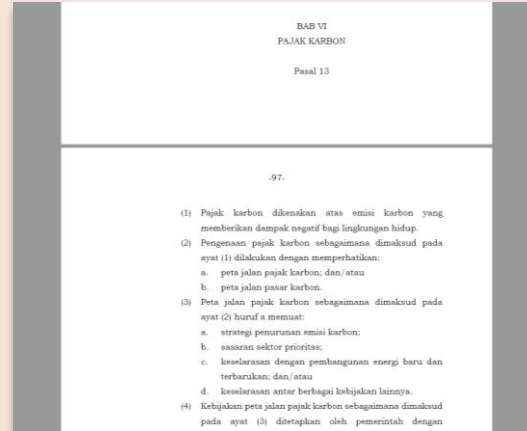 BAB VI
PAJAK KARBON
Pasal 13
-97-
(1) Pajak karbon dikenakan atas emisi karbon yang
memberikan dampak negatif bagi lingkungan hidup.
(2) Pengenaan pajak karbon sebagaimana dimaksud pada
ayat (1) dilakukan dengan memperhatikan:
a. peta jalan pajak karbon; dan/atau
b. peta jalan pasar karbon.
(3) Peta jalan pajak karbon sebagaimana dimaksud pada
ayat (2) huruf a memuat:
a. strategi penurunan emisi karbon;
b. sasaran sektor prioritas;
c. keselarasan dengan pembangunan energi baru dan
terbarukan; dan/atau
d. keselarasan antar berbagai kebijakan lainnya.
(4) Kebijakan peta jalan pajak karbon sebagaimana dimaksud
pada ayat (3) ditetapkan oleh pemerintah dengan